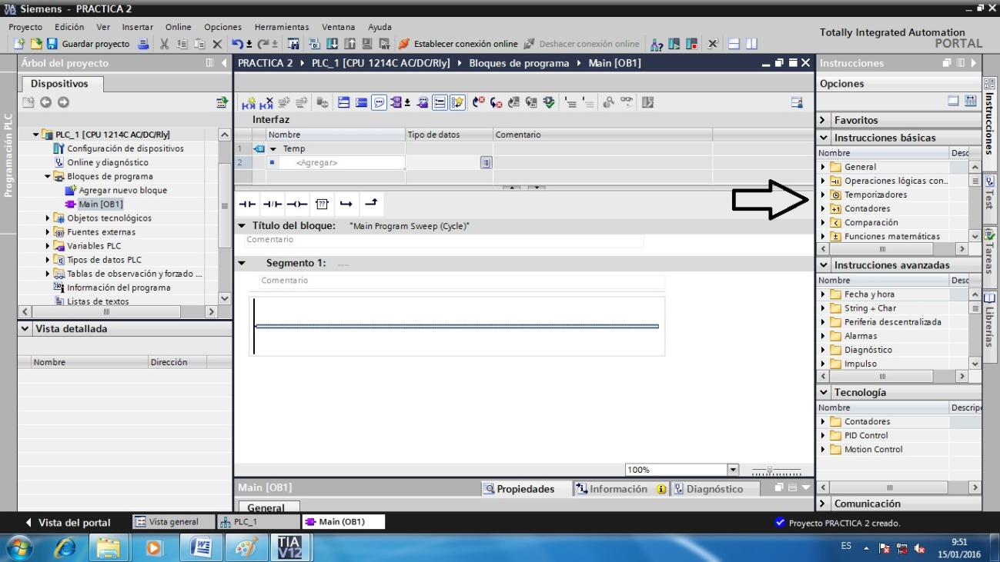 Siemens - PRACTICA 2
Proyecto Edición Ver Insertar Online Opciones Herramientas Ventana Ayuda
Totally Integrated Automation
PORTAL
Guardar proyecto
Establecer conexión online
Deshacer conexión online
Árbol del proyecto
PRACTICA 2 PLC_1 [CPU 1214C AC/DC/Rly] Bloques de programa Main [OB1]
Instrucciones
Dispositivos
Opciones
Programación PLC
PLC_1 [CPU 1214C AC/DC/Rly]
Configuración de dispositivos
Online y diagnóstico
Bloques de programa
Agregar nuevo bloque
Main [OB1]
Objetos tecnológicos
Fuentes externas
Variables PLC
Tipos de datos PLC
Tablas de observación y forzado ...
Información del programa
Listas de textos
Vista detallada
Nombre Dirección
Interfaz
Nombre Tipo de datos Comentario
1 Temp
2 <Agregar>
??
Título del bloque: "Main Program Sweep (Cycle)"
Comentario
Segmento 1: .....
Comentario
100%
Main [OB1]
Propiedades Información Diagnóstico
General
Favoritos
Instrucciones básicas
Nombre Desc
General
Operaciones lógicas con..
Temporizadores
Contadores
Comparación
Funciones matemáticas
Instrucciones avanzadas
Nombre Desc
Fecha y hora
String + Char
Periferia descentralizada
Alarmas
Diagnóstico
Impulso
Tecnología
Nombre Descrip
Contadores
PID Control
Motion Control
Comunicación
Instrucciones
Test
Tareas
Librerías
Vista del portal Vista general PLC_1 Main (OB1)
Proyecto PRACTICA 2 creado.
TIA
V12
ES
9:51
15/01/2016